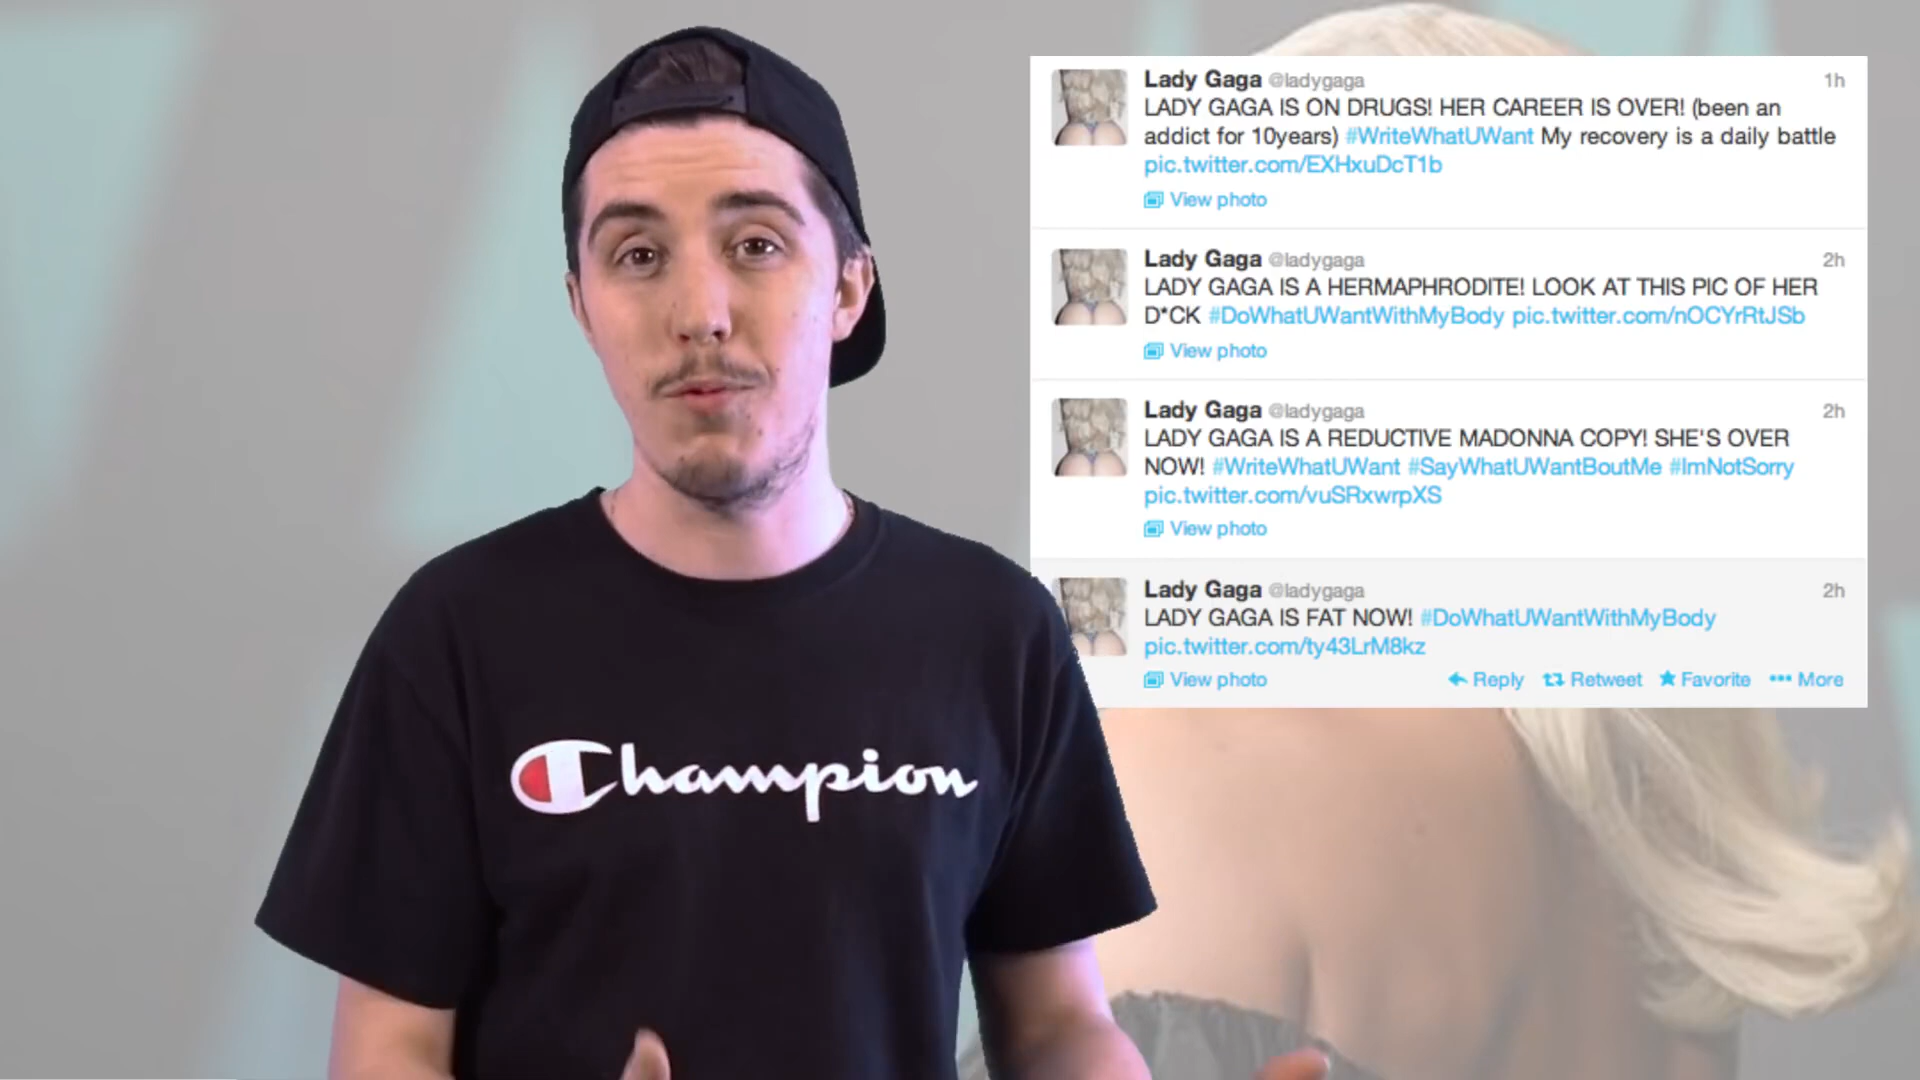 Lady Gaga @ladygaga 1h
LADY GAGA IS ON DRUGS! HER CAREER IS OVER! (been an
addict for 10years) #WriteWhatUWant My recovery is a daily battle
pic.twitter.com/EXHxuDcT1b
View photo
Lady Gaga @ladygaga 2h
LADY GAGA IS A HERMAPHRODITE! LOOK AT THIS PIC OF HER
D*CK #DoWhatUWantWithMyBody pic.twitter.com/nOCYrRtJSb
View photo
Lady Gaga @ladygaga 2h
LADY GAGA IS A REDUCTIVE MADONNA COPY! SHE'S OVER
NOW! #WriteWhatUWant #SayWhatUWantBoutMe #ImNotSorry
pic.twitter.com/vuSRxwrpXS
View photo
Lady Gaga @ladygaga 2h
LADY GAGA IS FAT NOW! #DoWhatUWantWithMyBody
pic.twitter.com/ty43LrM8kz
View photo Reply Retweet Favorite More
Champion